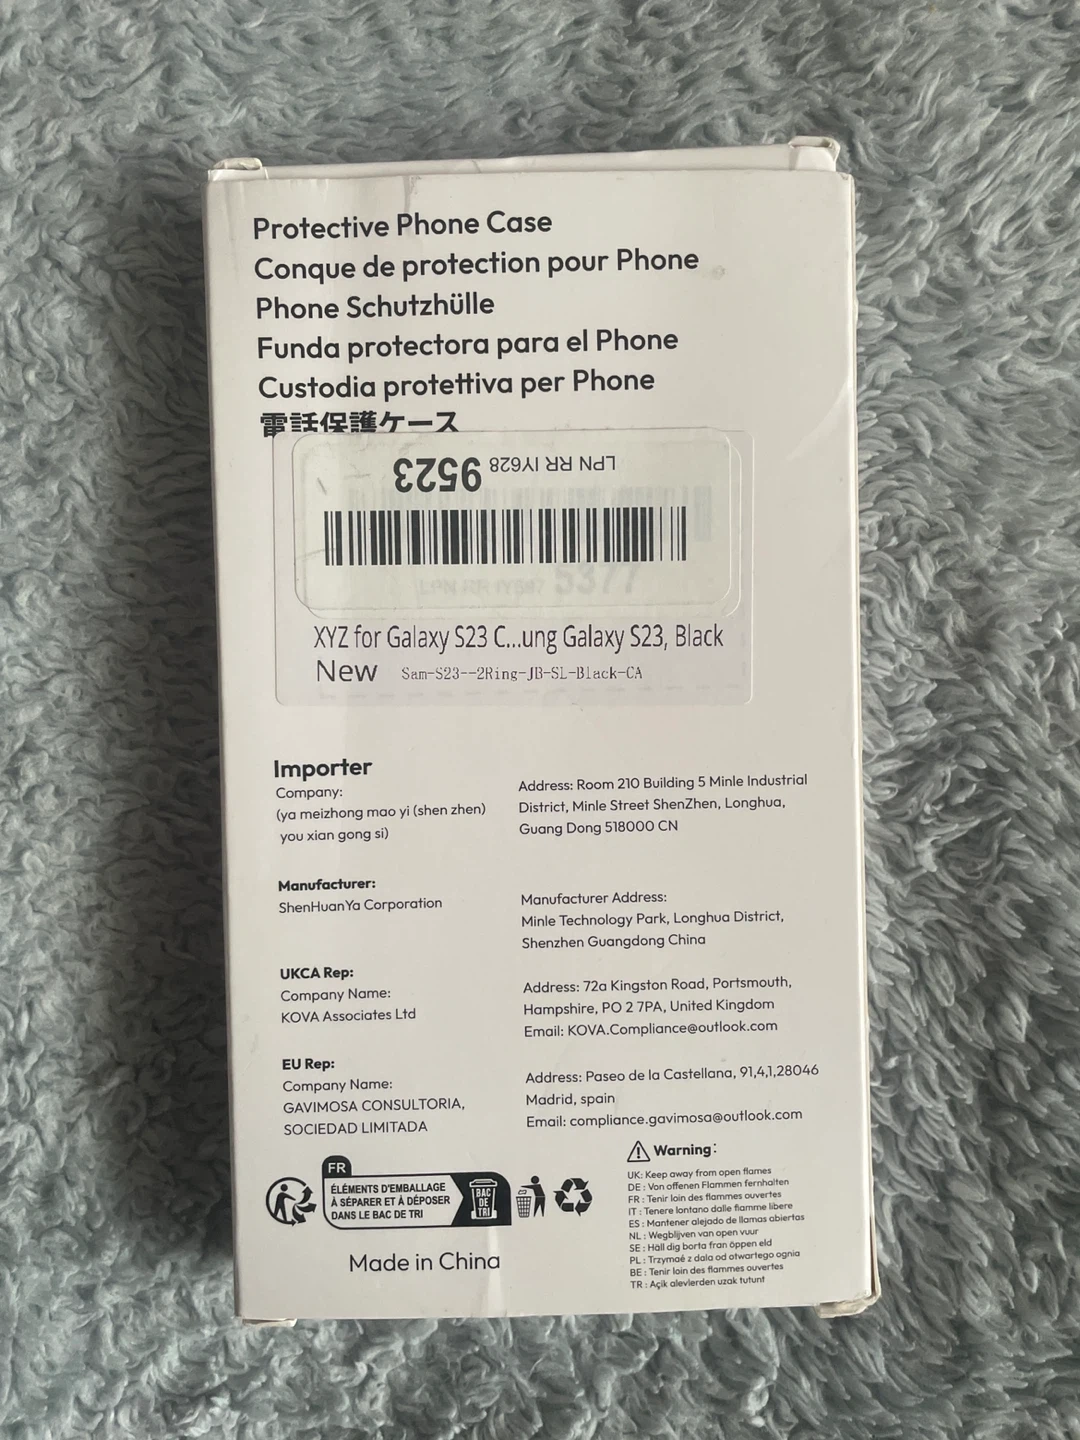 Protective Phone Case
Conque de protection pour Phone
Phone Schutzhülle
Funda protectora para el Phone
Custodia protettiva per Phone
電話保護ケース
LPN RR IY628 9523
LPN RR IY597 5377
XYZ for Galaxy S23 C...ung Galaxy S23, Black
New Sam-S23--2Ring-JB-SL-Black-CA
Importer
Company:
(ya meizhong mao yi (shen zhen)
you xian gong si)
Address: Room 210 Building 5 Minle Industrial
District, Minle Street ShenZhen, Longhua,
Guang Dong 518000 CN
Manufacturer:
ShenHuanYa Corporation
Manufacturer Address:
Minle Technology Park, Longhua District,
Shenzhen Guangdong China
UKCA Rep:
Company Name:
KOVA Associates Ltd
Address: 72a Kingston Road, Portsmouth,
Hampshire, PO 2 7PA, United Kingdom
Email: KOVA.Compliance@outlook.com
EU Rep:
Company Name:
GAVIMOSA CONSULTORIA,
SOCIEDAD LIMITADA
Address: Paseo de la Castellana, 91,4,1,28046
Madrid, spain
Email: compliance.gavimosa@outlook.com
FR
ÉLÉMENTS D'EMBALLAGE
À SÉPARER ET À DÉPOSER
DANS LE BAC DE TRI
BAC
DE
TRI
Made in China
Warning:
UK: Keep away from open flames
DE : Von offenen Flammen fernhalten
FR : Tenir loin des flammes ouvertes
IT : Tenere lontano dalle fiamme libere
ES : Mantener alejado de llamas abiertas
NL : Wegblijven van open vuur
SE : Håll dig borta från öppen eld
PL : Trzymać z dala od otwartego ognia
BE : Tenir loin des flammes ouvertes
TR : Açik alevlerden uzak tutunt